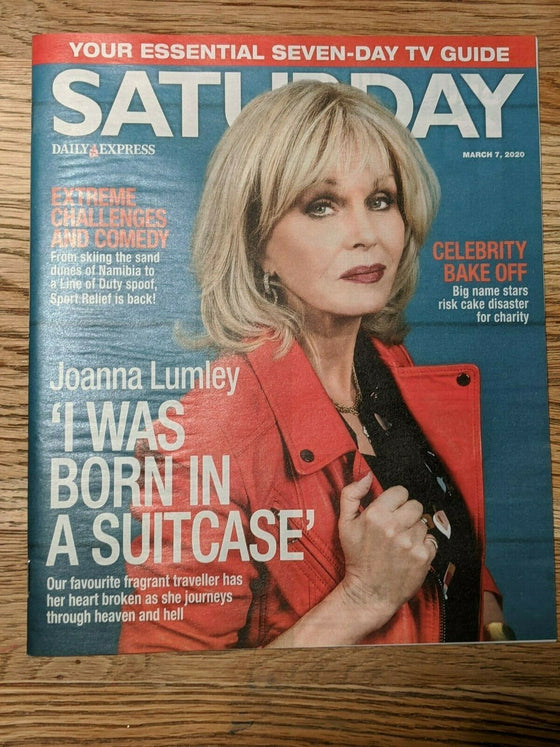 YOUR ESSENTIAL SEVEN-DAY TV GUIDE
SATURDAY
DAILY EXPRESS
MARCH 7, 2020
EXTREME
CHALLENGES
AND COMEDY
From skiing the sand
dunes of Namibia to
a Line of Duty spoof,
Sport Relief is back!
CELEBRITY
BAKE OFF
Big name stars
risk cake disaster
for charity
Joanna Lumley
‘I WAS
BORN IN
A SUITCASE’
Our favourite fragrant traveller has
her heart broken as she journeys
through heaven and hell